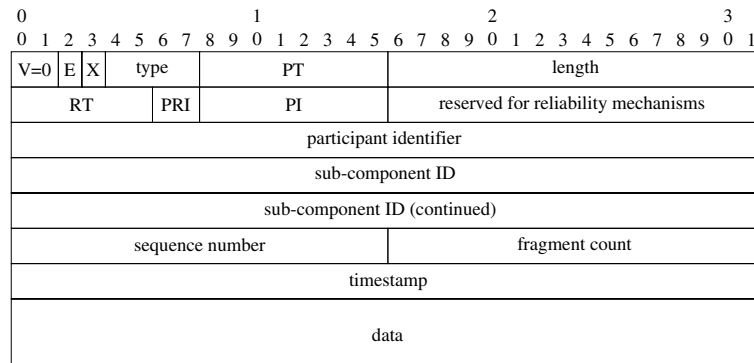 0 1 2 3
0 1 2 3 4 5 6 7 8 9 0 1 2 3 4 5 6 7 8 9 0 1 2 3 4 5 6 7 8 9 0 1
V=0 E X type PT length
RT PRI PI reserved for reliability mechanisms
participant identifier
sub-component ID
sub-component ID (continued)
sequence number fragment count
timestamp
data